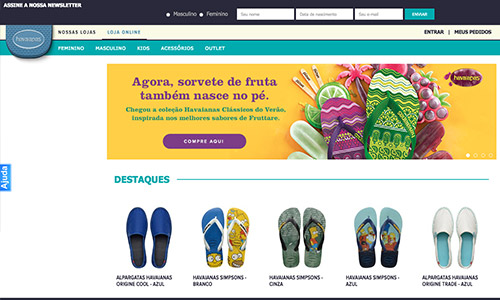 ASSINE A NOSSA NEWSLETTER
Masculino Feminino Seu nome Data de nascimento Seu e-mail ENVIAR
havaianas
NOSSAS LOJAS LOJA ONLINE ENTRAR | MEUS PEDIDOS
FEMININO MASCULINO KIDS ACESSÓRIOS OUTLET
Agora, sorvete de fruta
também nasce no pé.
Chegou a coleção Havaianas Clássicos do Verão,
inspirada nos melhores sabores de Fruttare.
COMPRE AQUI
havaianas
Ajuda
DESTAQUES
ALPARGATAS HAVAIANAS
ORIGINE COOL - AZUL
HAVAIANAS SIMPSONS -
BRANCO
HAVAIANAS SIMPSONS -
CINZA
HAVAIANAS SIMPSONS -
AZUL
ALPARGATAS HAVAIANAS
ORIGINE TRADE - AZUL